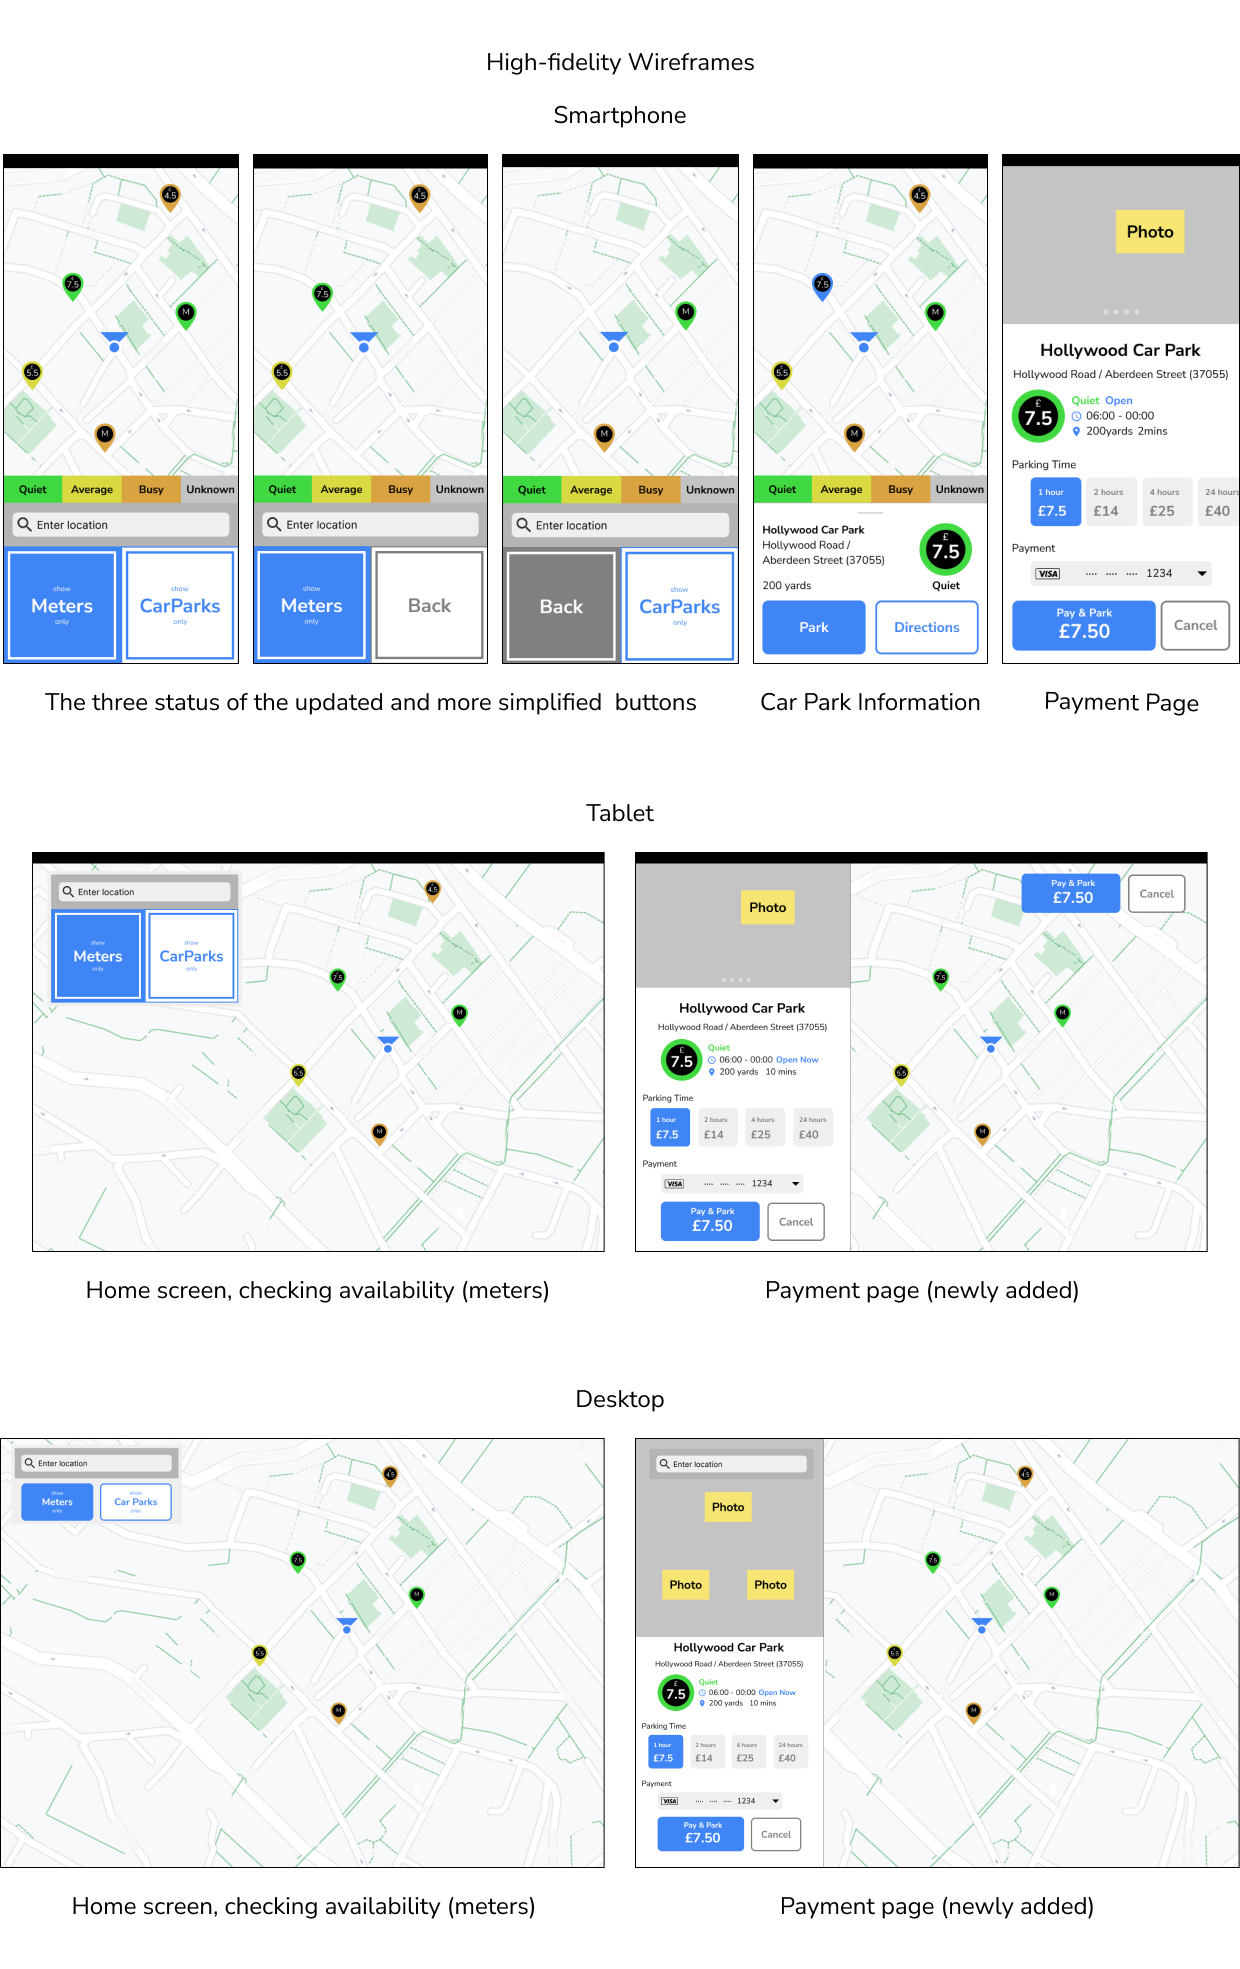 High-fidelity Wireframes
Smartphone
£
4.5
£
7.5
M
£
5.5
M
Quiet Average Busy Unknown
Enter location
show
Meters
only
show
CarParks
only
£
4.5
£
7.5
£
5.5
Quiet Average Busy Unknown
Enter location
show
Meters
only
Back
M
M
Quiet Average Busy Unknown
Enter location
Back
show
CarParks
only
£
4.5
£
7.5
M
£
5.5
M
Quiet Average Busy Unknown
Hollywood Car Park
Hollywood Road /
Aberdeen Street (37055)
200 yards
£
7.5
Quiet
Park
Directions
Photo
Hollywood Car Park
Hollywood Road / Aberdeen Street (37055)
£
7.5
Quiet Open
06:00 - 00:00
200yards 2mins
Parking Time
1 hour 2 hours 4 hours 24 hours
£7.5 £14 £25 £40
Payment
VISA .... .... .... 1234
Pay & Park
£7.50
Cancel
The three status of the updated and more simplified buttons
Car Park Information
Payment Page
Tablet
Enter location
show
Meters
only
show
CarParks
only
4.5
7.5
M
5.5
M
Photo
Hollywood Car Park
Hollywood Road / Aberdeen Street (37055)
£
7.5
Quiet
06:00 - 00:00 Open Now
200 yards 10 mins
Parking Time
1 hour 2 hours 4 hours 24 hours
£7.5 £14 £25 £40
Payment
VISA .... .... .... 1234
Pay & Park
£7.50
Cancel
Pay & Park
£7.50
Cancel
7.5
M
5.5
M
Home screen, checking availability (meters)
Payment page (newly added)
Desktop
Enter location
show
Meters
only
show
Car Parks
only
4.5
7.5
M
5.5
M
Enter location
Photo
Photo Photo
Hollywood Car Park
Hollywood Road / Aberdeen Street (37055)
£
7.5
Quiet
06:00 - 00:00 Open Now
200 yards 10 mins
Parking Time
1 hour 2 hours 4 hours 24 hours
£7.5 £14 £25 £40
Payment
VISA .... .... .... 1234
Pay & Park
£7.50
Cancel
4.5
7.5
M
5.5
M
Home screen, checking availability (meters)
Payment page (newly added)